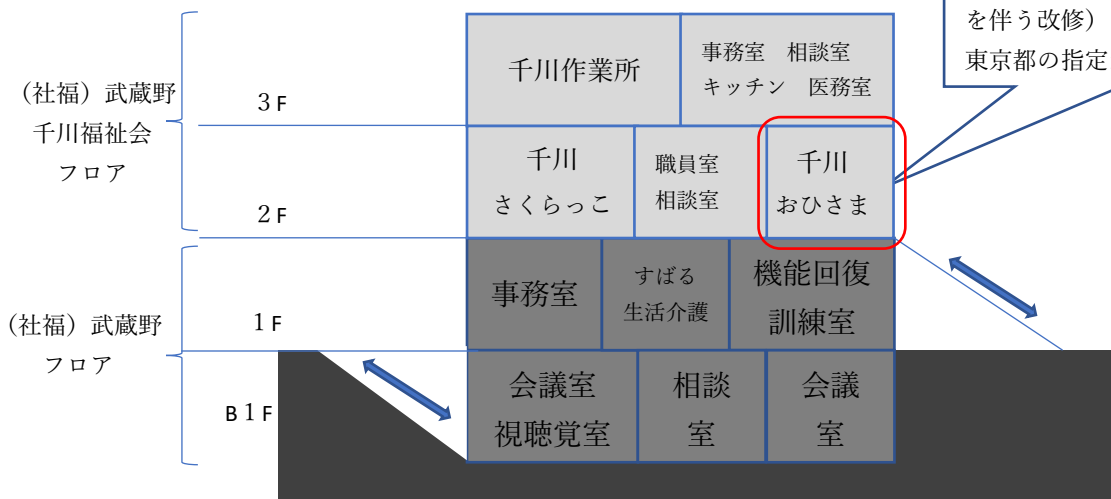 を伴う改修)
東京都の指定
(社福)武蔵野
千川福祉会
フロア
3F
千川作業所
事務室 相談室
キッチン 医務室
2F
千川
さくらっこ
職員室
相談室
千川
おひさま
(社福)武蔵野
フロア
1F
事務室
すばる
生活介護
機能回復
訓練室
B1F
会議室
視聴覚室
相談
室
会議
室